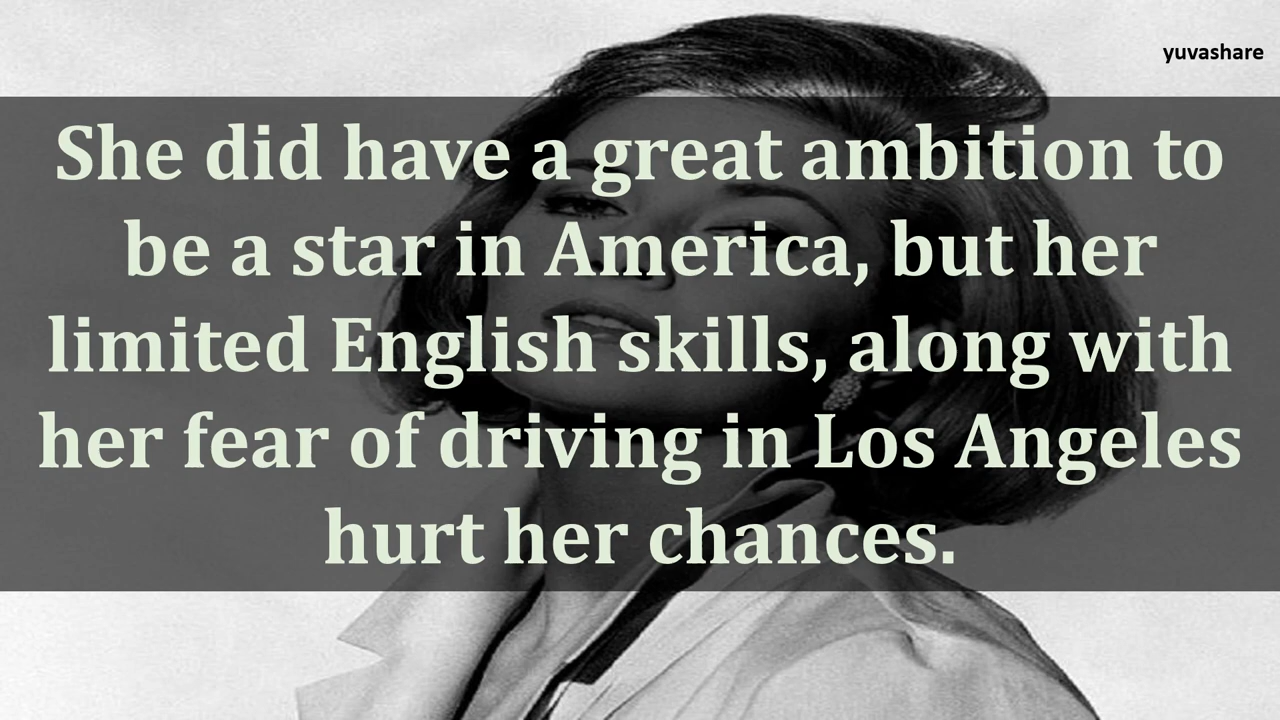 yuvashare
She did have a great ambition to
be a star in America, but her
limited English skills, along with
her fear of driving in Los Angeles
hurt her chances.